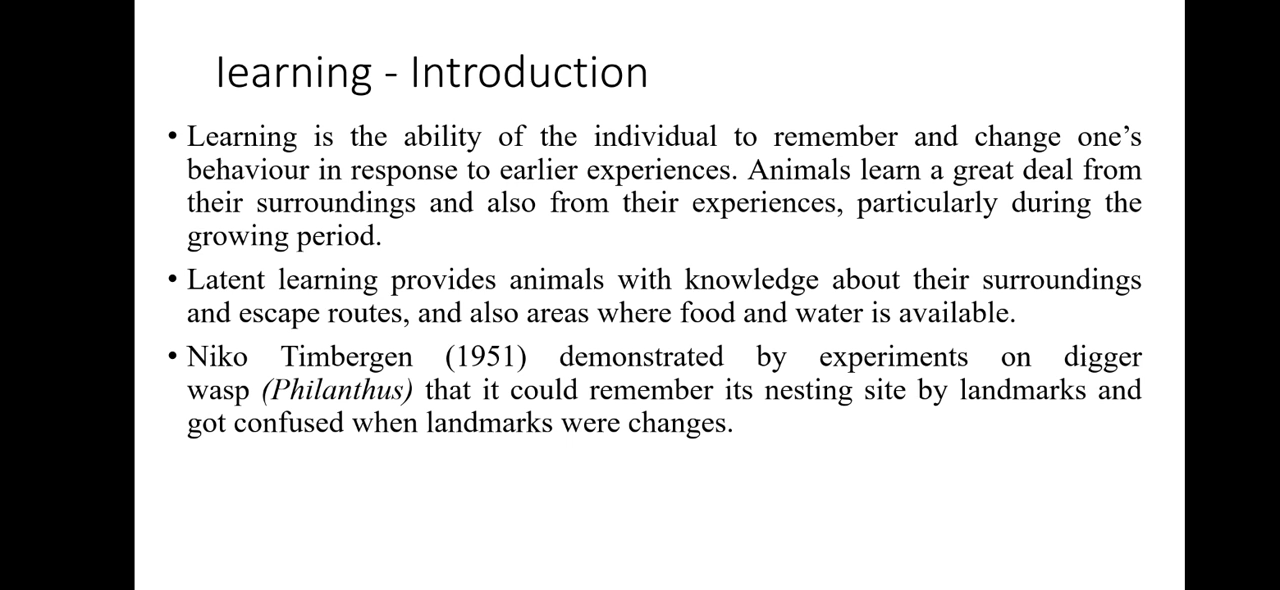 learning - Introduction
• Learning is the ability of the individual to remember and change one’s
behaviour in response to earlier experiences. Animals learn a great deal from
their surroundings and also from their experiences, particularly during the
growing period.
• Latent learning provides animals with knowledge about their surroundings
and escape routes, and also areas where food and water is available.
• Niko Timbergen (1951) demonstrated by experiments on digger
wasp (Philanthus) that it could remember its nesting site by landmarks and
got confused when landmarks were changes.